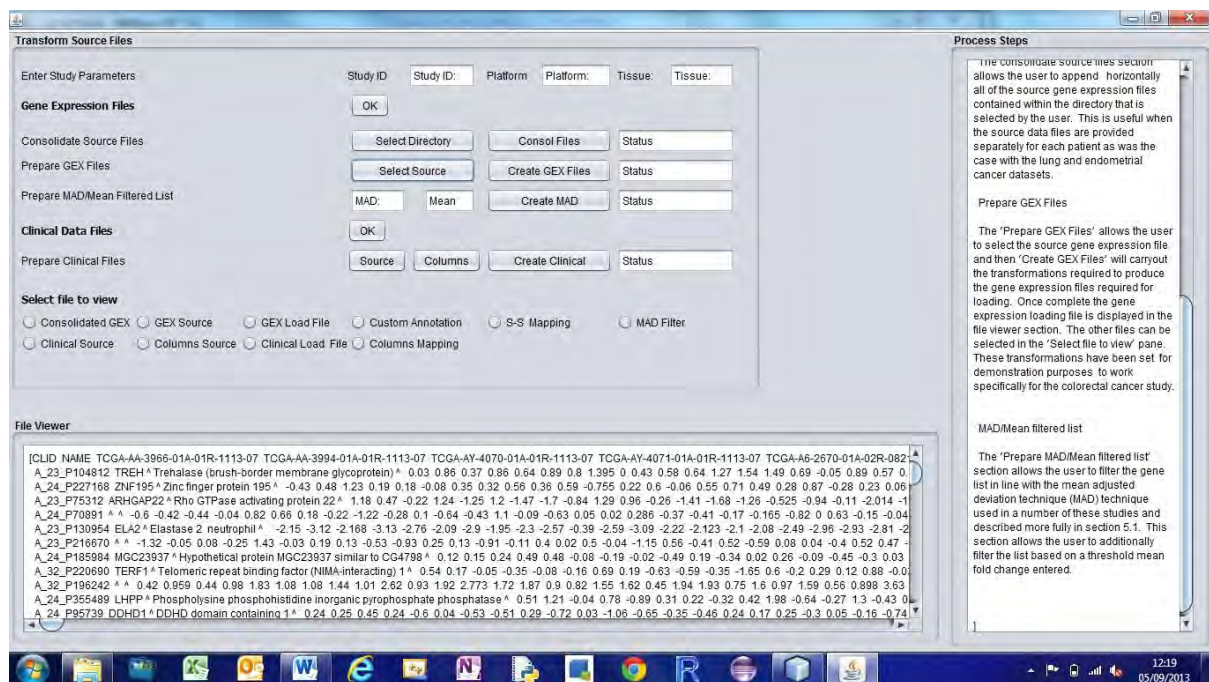 Transform Source Files
Enter Study Parameters Study ID Study ID: Platform Platform: Tissue: Tissue:
Gene Expression Files OK
Consolidate Source Files Select Directory Consol Files Status
Prepare GEX Files Select Source Create GEX Files Status
Prepare MAD/Mean Filtered List MAD: Mean Create MAD Status
Clinical Data Files OK
Prepare Clinical Files Source Columns Create Clinical Status
Select file to view
Consolidated GEX GEX Source GEX Load File Custom Annotation S-S Mapping MAD Filter
Clinical Source Columns Source Clinical Load File Columns Mapping
File Viewer
[CLID NAME TCGA-AA-3966-01A-01R-1113-07 TCGA-AA-3994-01A-01R-1113-07 TCGA-AY-4070-01A-01R-1113-07 TCGA-AY-4071-01A-01R-1113-07 TCGA-A6-2670-01A-02R-082
A_23_P104812 TREH ^ Trehalase (brush-border membrane glycoprotein) ^ 0.03 0.86 0.37 0.86 0.64 0.89 0.8 1.395 0 0.43 0.58 0.64 1.27 1.54 1.49 0.69 -0.05 0.89 0.57 0.
A_24_P227168 ZNF195 ^ Zinc finger protein 195 ^ -0.43 0.48 1.23 0.19 0.18 -0.08 0.35 0.32 0.56 0.36 0.59 -0.755 0.22 0.6 -0.06 0.55 0.71 0.49 0.28 0.87 -0.28 0.23 0.06
A_23_P75312 ARHGAP22 ^ Rho GTPase activating protein 22 ^ 1.18 0.47 -0.22 1.24 -1.25 1.2 -1.47 -1.7 -0.84 1.29 0.96 -0.26 -1.41 -1.68 -1.26 -0.525 -0.94 -0.11 -2.014 -1
A_24_P70891 ^ ^ -0.6 -0.42 -0.44 -0.04 0.82 0.66 0.18 -0.22 -1.22 -0.28 0.1 -0.64 -0.43 1.1 -0.09 -0.63 0.05 0.02 0.286 -0.37 -0.41 -0.17 -0.165 -0.82 0 0.63 -0.15 -0.04
A_23_P130954 ELA2 ^ Elastase 2 neutrophil ^ -2.15 -3.12 -2.168 -3.13 -2.76 -2.09 -2.9 -1.95 -2.3 -2.57 -0.39 -2.59 -3.09 -2.22 -2.123 -2.1 -2.08 -2.49 -2.96 -2.93 -2.81 -2
A_23_P216670 ^ ^ -1.32 -0.05 0.08 -0.25 1.43 -0.03 0.19 0.13 -0.53 -0.93 0.25 0.13 -0.91 -0.11 0.4 0.02 0.5 -0.04 -1.15 0.56 -0.41 0.52 -0.59 0.08 0.04 -0.4 0.52 0.47 -
A_24_P185984 MGC23937 ^ Hypothetical protein MGC23937 similar to CG4798 ^ 0.12 0.15 0.24 0.49 0.48 -0.08 -0.19 -0.02 -0.49 0.19 -0.34 0.02 0.26 -0.09 -0.45 -0.3 0.03
A_32_P220690 TERF1 ^ Telomeric repeat binding factor (NIMA-interacting) 1 ^ 0.54 0.17 -0.05 -0.35 -0.08 -0.16 0.69 0.19 -0.63 -0.59 -0.35 -1.65 0.6 -0.2 0.29 0.12 0.88 -0.0
A_32_P196242 ^ ^ 0.42 0.959 0.44 0.98 1.83 1.08 1.08 1.44 1.01 2.62 0.93 1.92 2.773 1.72 1.87 0.9 0.82 1.55 1.62 0.45 1.94 1.93 0.75 1.6 0.97 1.59 0.56 0.898 3.63
A_24_P355489 LHPP ^ Phospholysine phosphohistidine inorganic pyrophosphate phosphatase ^ 0.51 1.21 -0.04 0.78 -0.89 0.31 0.22 -0.32 0.42 1.98 -0.64 -0.27 1.3 -0.43 0
A_24_P95739 DDHD1 ^ DDHD domain containing 1 ^ 0.24 0.25 0.45 0.24 -0.6 0.04 -0.53 -0.51 0.29 -0.72 0.03 -1.06 -0.65 -0.35 -0.46 0.24 0.17 0.25 -0.3 0.05 -0.16 -0.74
Process Steps
The consolidate source files section
allows the user to append horizontally
all of the source gene expression files
contained within the directory that is
selected by the user. This is useful when
the source data files are provided
separately for each patient as was the
case with the lung and endometrial
cancer datasets.
Prepare GEX Files
The 'Prepare GEX Files' allows the user
to select the source gene expression file
and then 'Create GEX Files' will carryout
the transformations required to produce
the gene expression files required for
loading. Once complete the gene
expression loading file is displayed in the
file viewer section. The other files can be
selected in the 'Select file to view' pane.
These transformations have been set for
demonstration purposes to work
specifically for the colorectal cancer study.
MAD/Mean filtered list
The 'Prepare MAD/Mean filtered list'
section allows the user to filter the gene
list in line with the mean adjusted
deviation technique (MAD) technique
used in a number of these studies and
described more fully in section 5.1. This
section allows the user to additionally
filter the list based on a threshold mean
fold change entered.
]
12:19
05/09/2013